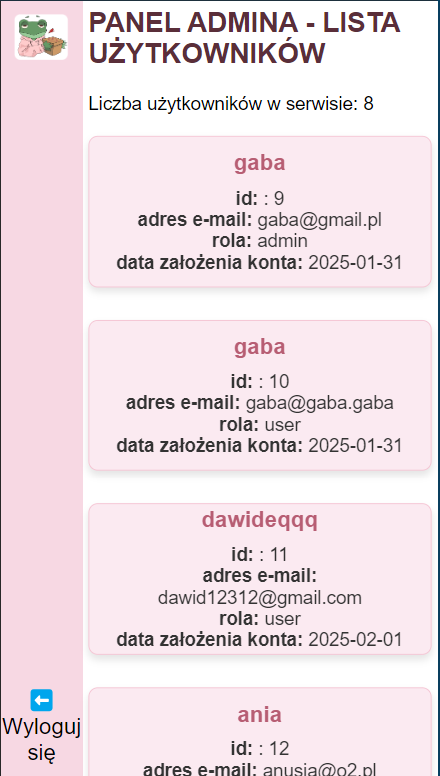 PANEL ADMINA - LISTA
UŻYTKOWNIKÓW
Liczba użytkowników w serwisie: 8
gaba
id: : 9
adres e-mail: gaba@gmail.pl
rola: admin
data założenia konta: 2025-01-31
gaba
id: : 10
adres e-mail: gaba@gaba.gaba
rola: user
data założenia konta: 2025-01-31
dawideqqq
id: : 11
adres e-mail:
dawid12312@gmail.com
rola: user
data założenia konta: 2025-02-01
ania
id: : 12
adres e-mail: anusia@o2.pl
Wyloguj
się